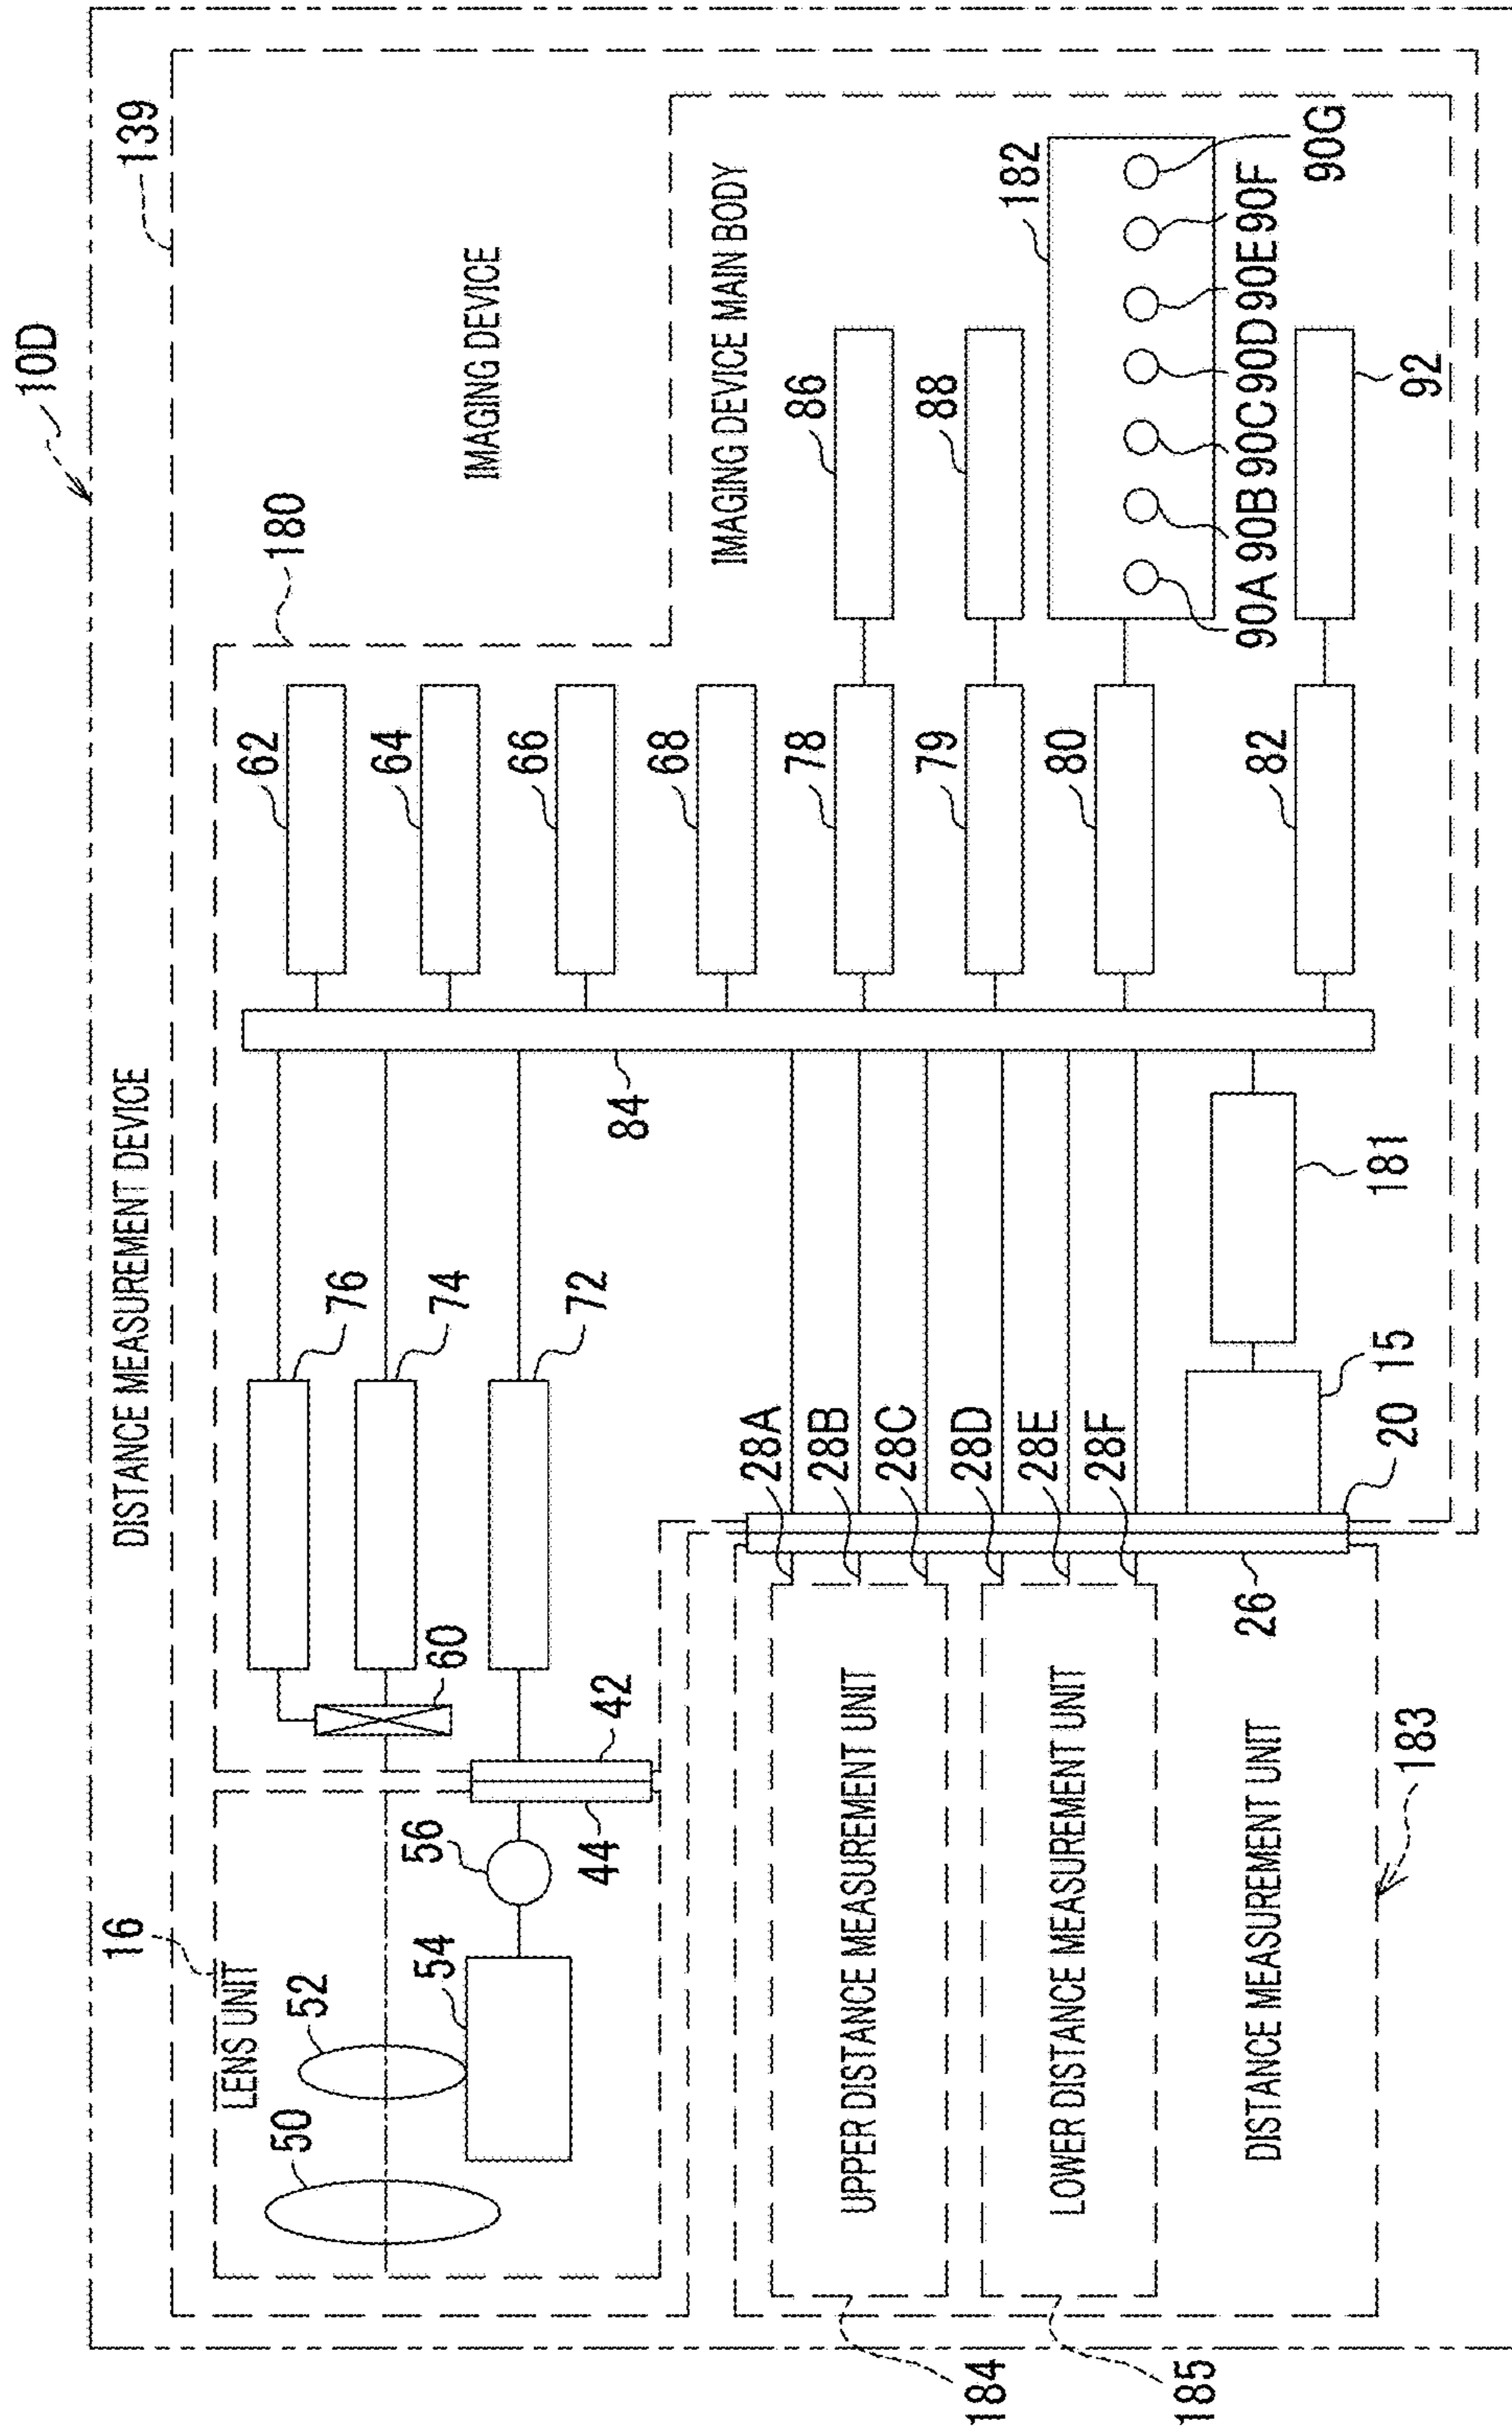 10D
DISTANCE MEASUREMENT DEVICE
139
16
LENS UNIT
180
IMAGING DEVICE
50
52
54
56
44
42
60
76
74
72
84
62
64
66
68
78
79
80
82
IMAGING DEVICE MAIN BODY
86
88
182
90A 90B 90C 90D 90E 90F
90G
92
28A
28B
28C
28D
28E
28F
UPPER DISTANCE MEASUREMENT UNIT
LOWER DISTANCE MEASUREMENT UNIT
DISTANCE MEASUREMENT UNIT
26
20
15
181
184
185
183